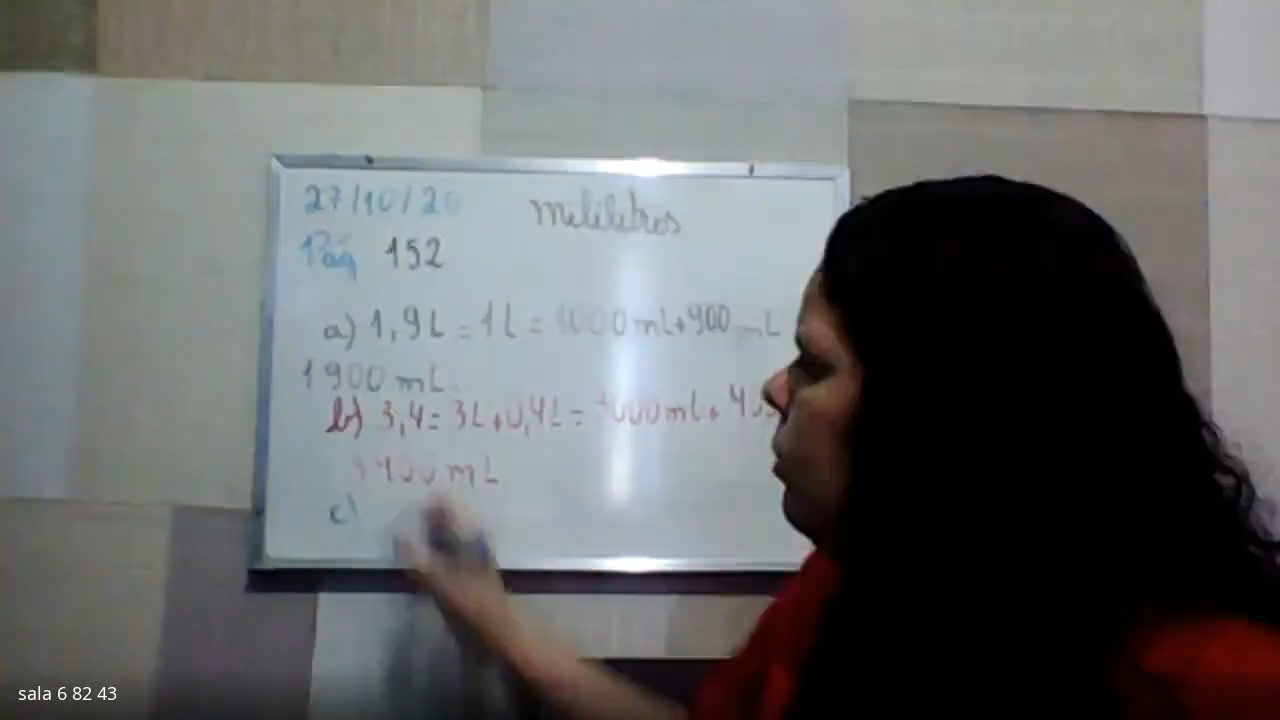 27/10/20
Mililitros
Pág 152
a) 1,9L = 1L = 1000 mL + 900 mL
1900 mL
b) 3,4 = 3L + 0,4L = 3000 mL + 400
3400 mL
c)
sala 6 82 43